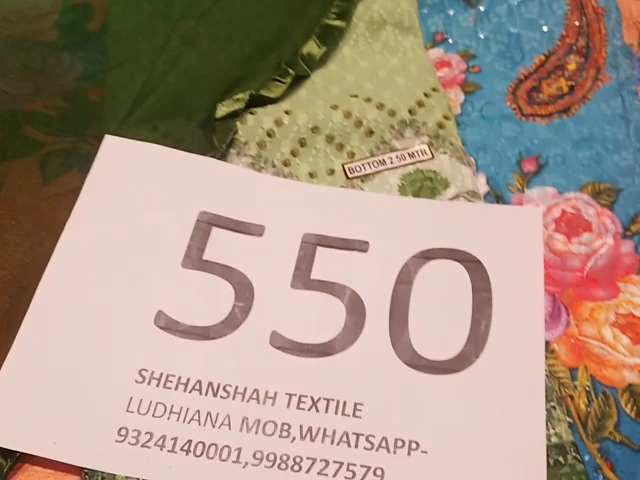 BOTTOM 2.50 MTR
550
SHEHANSHAH TEXTILE
LUDHIANA MOB,WHATSAPP-
9324140001,9988727579